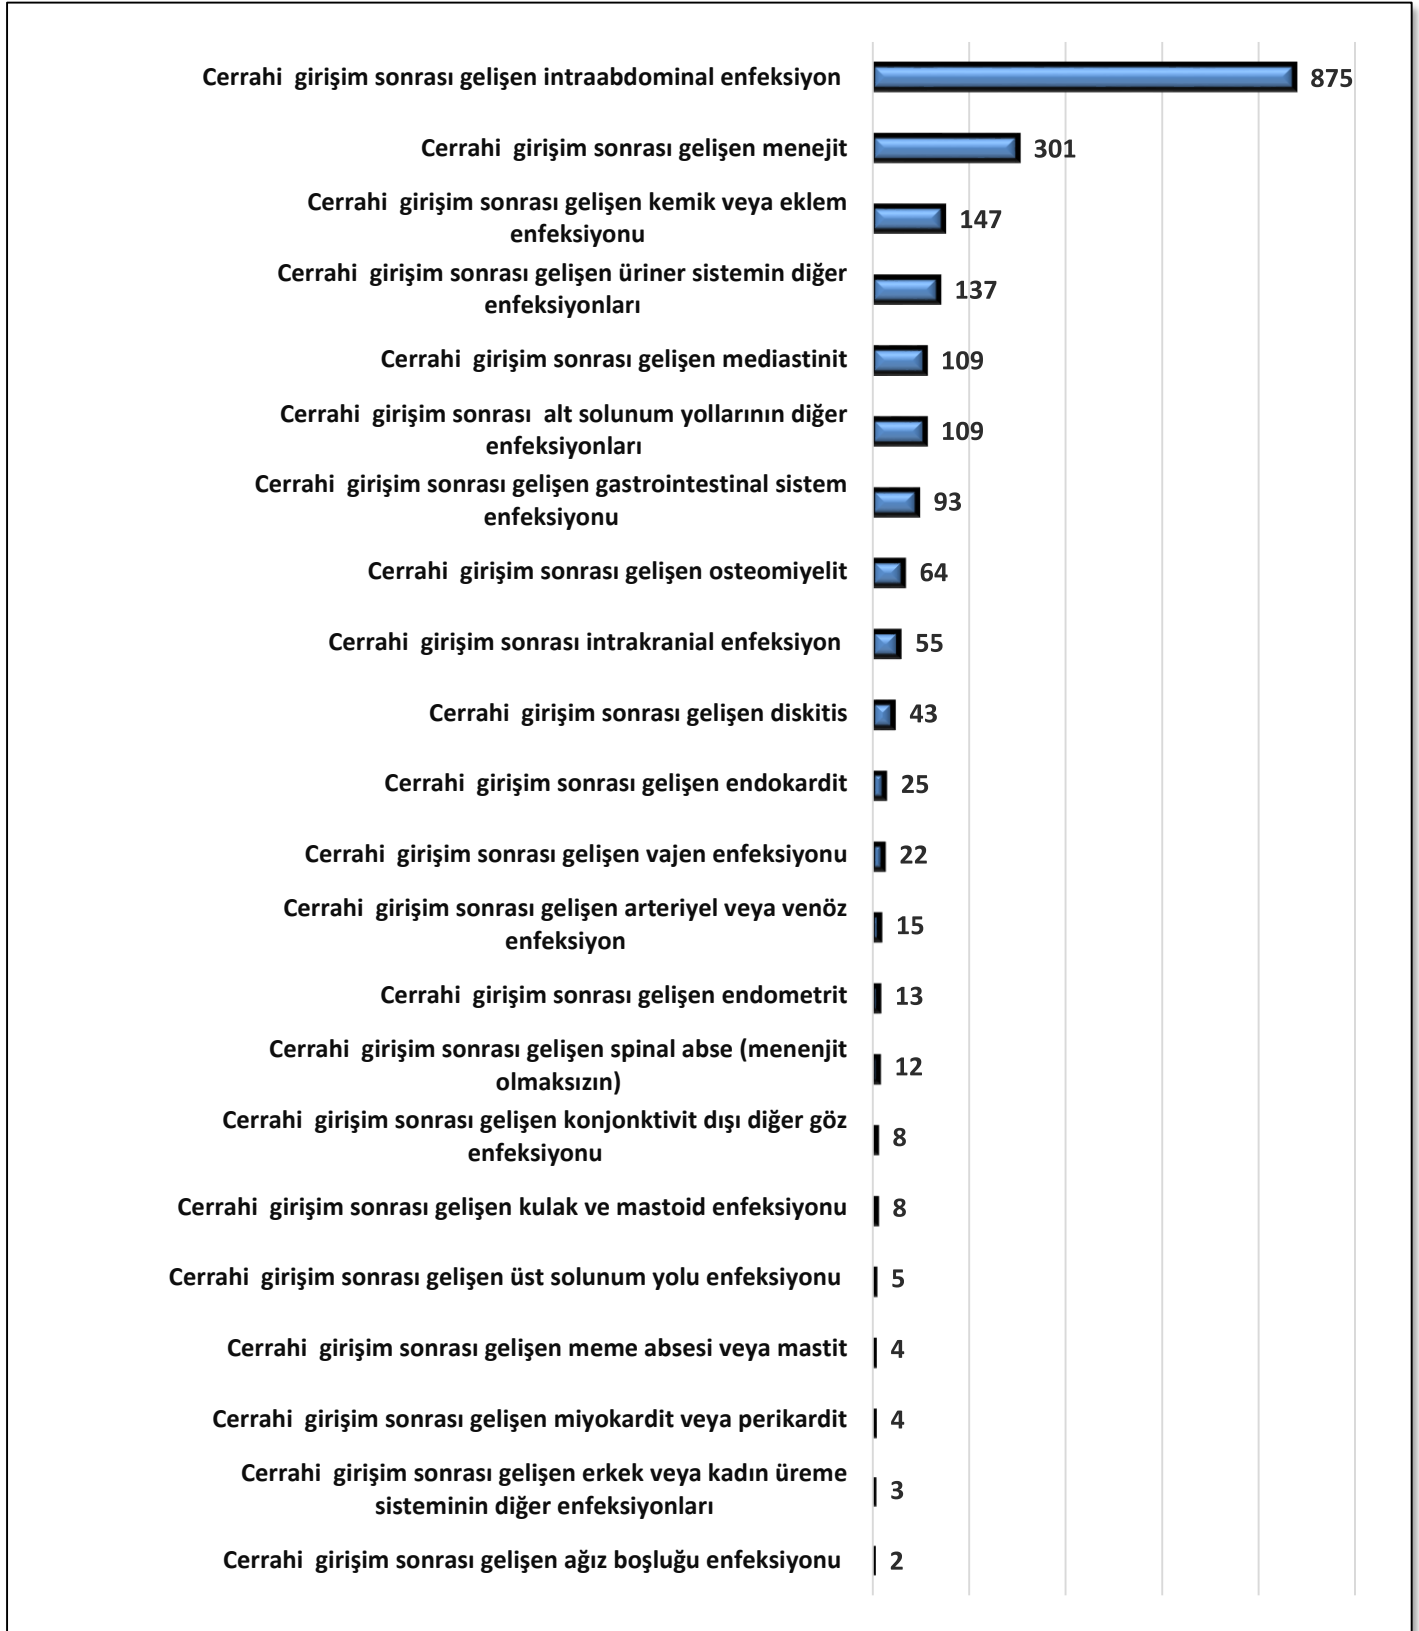 Cerrahi  girişim sonrası gelişen intraabdominal enfeksiyon 875
Cerrahi  girişim sonrası gelişen menejit 301
Cerrahi  girişim sonrası gelişen kemik veya eklem
enfeksiyonu 147
Cerrahi  girişim sonrası gelişen üriner sistemin diğer
enfeksiyonları 137
Cerrahi  girişim sonrası gelişen mediastinit 109
Cerrahi  girişim sonrası  alt solunum yollarının diğer
enfeksiyonları 109
Cerrahi  girişim sonrası gelişen gastrointestinal sistem
enfeksiyonu 93
Cerrahi  girişim sonrası gelişen osteomiyelit 64
Cerrahi  girişim sonrası intrakranial enfeksiyon 55
Cerrahi  girişim sonrası gelişen diskitis 43
Cerrahi  girişim sonrası gelişen endokardit 25
Cerrahi  girişim sonrası gelişen vajen enfeksiyonu 22
Cerrahi  girişim sonrası gelişen arteriyel veya venöz
enfeksiyon 15
Cerrahi  girişim sonrası gelişen endometrit 13
Cerrahi  girişim sonrası gelişen spinal abse (menenjit
olmaksızın) 12
Cerrahi  girişim sonrası gelişen konjonktivit dışı diğer göz
enfeksiyonu 8
Cerrahi  girişim sonrası gelişen kulak ve mastoid enfeksiyonu 8
Cerrahi  girişim sonrası gelişen üst solunum yolu enfeksiyonu 5
Cerrahi  girişim sonrası gelişen meme absesi veya mastit 4
Cerrahi  girişim sonrası gelişen miyokardit veya perikardit 4
Cerrahi  girişim sonrası gelişen erkek veya kadın üreme
sisteminin diğer enfeksiyonları 3
Cerrahi  girişim sonrası gelişen ağız boşluğu enfeksiyonu 2